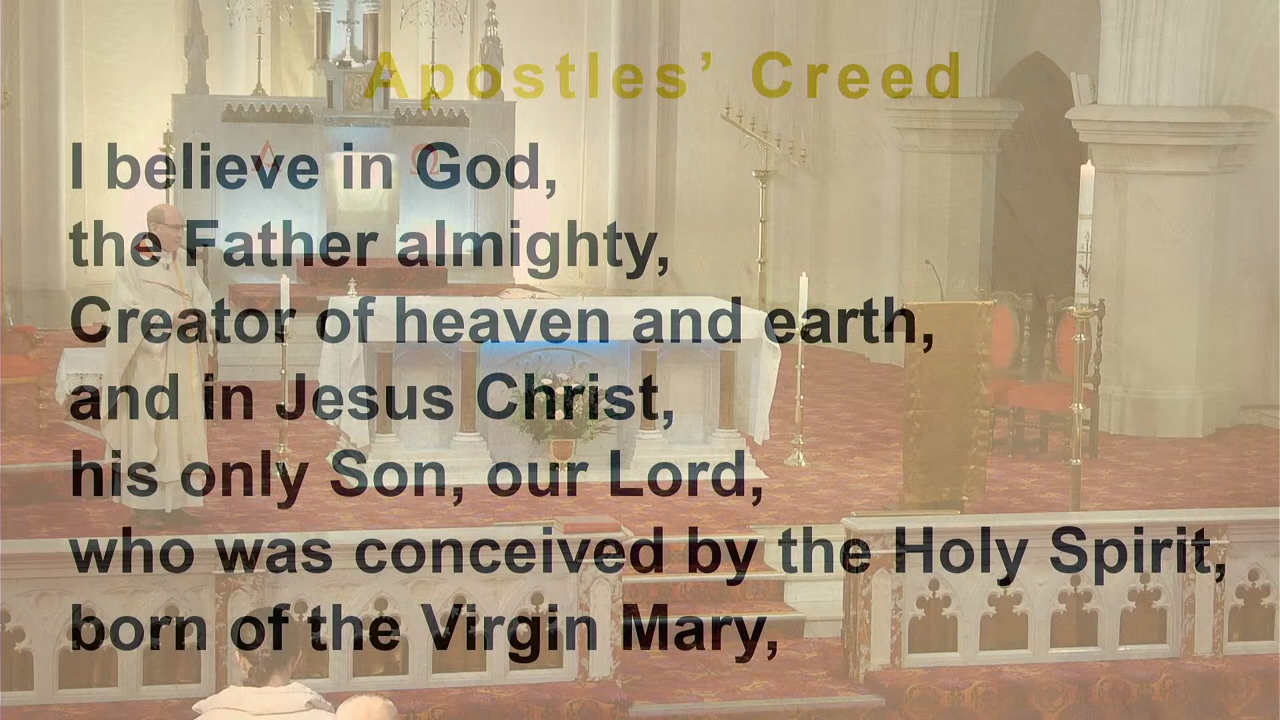 Apostles’ Creed
I believe in God,
the Father almighty,
Creator of heaven and earth,
and in Jesus Christ,
his only Son, our Lord,
who was conceived by the Holy Spirit,
born of the Virgin Mary,